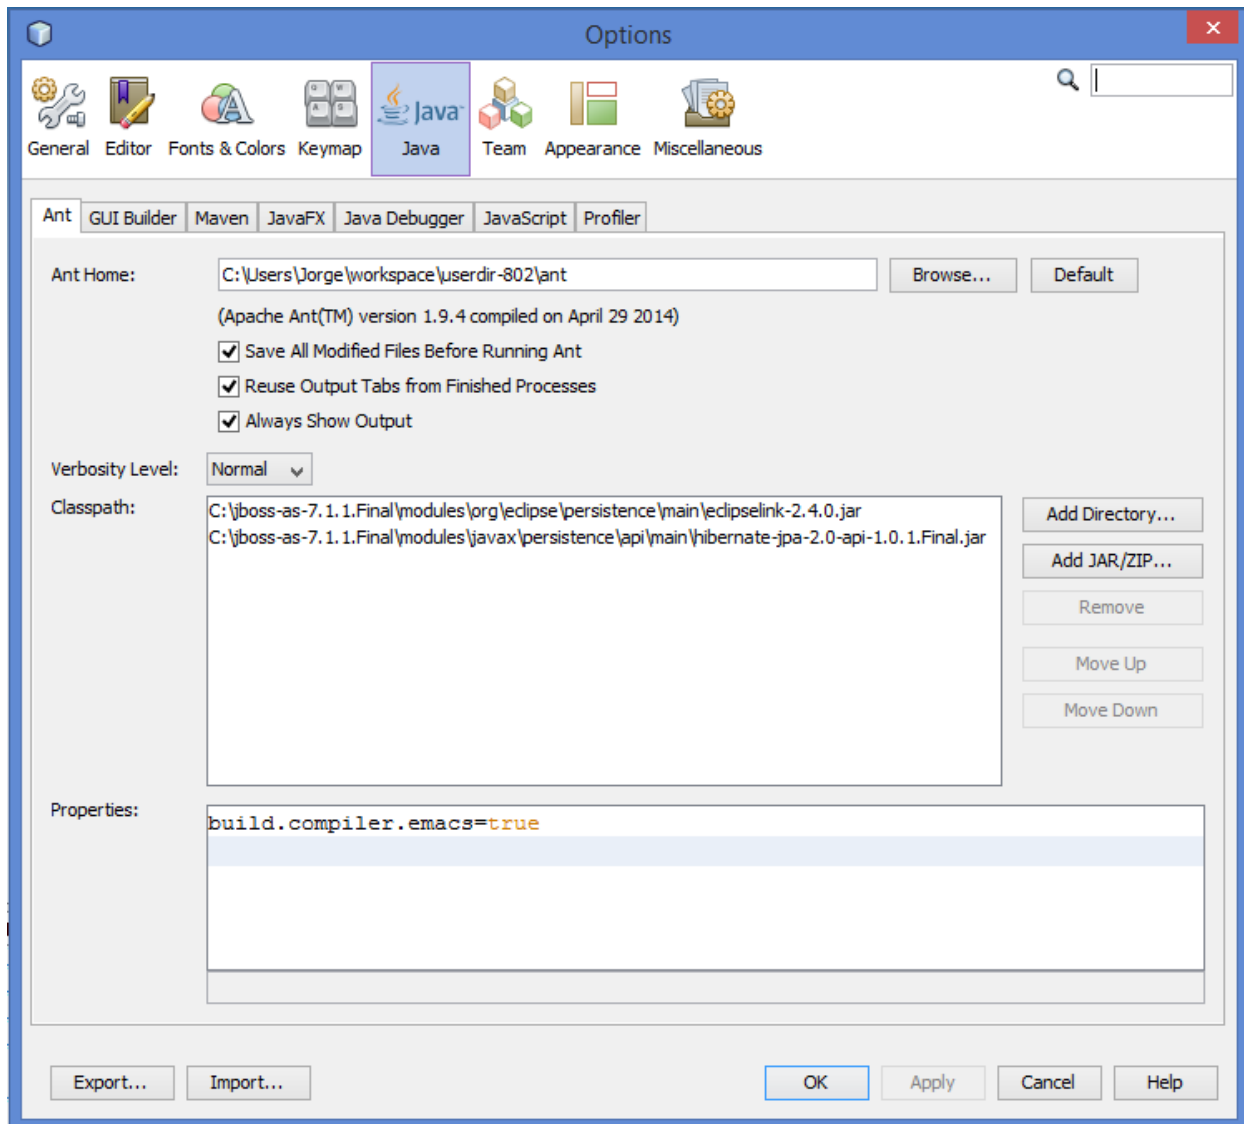 Options
General Editor Fonts & Colors Keymap Java Team Appearance Miscellaneous
Ant GUI Builder Maven JavaFX Java Debugger JavaScript Profiler
Ant Home: C:\Users\Jorge\workspace\userdir-802\ant Browse... Default
(Apache Ant(TM) version 1.9.4 compiled on April 29 2014)
Save All Modified Files Before Running Ant
Reuse Output Tabs from Finished Processes
Always Show Output
Verbosity Level: Normal
Classpath: C:\jboss-as-7.1.1.Final\modules\org\eclipse\persistence\main\eclipselink-2.4.0.jar Add Directory...
C:\jboss-as-7.1.1.Final\modules\javax\persistence\api\main\hibernate-jpa-2.0-api-1.0.1.Final.jar
Add JAR/ZIP...
Remove
Move Up
Move Down
Properties: build.compiler.emacs=true
Export... Import... OK Apply Cancel Help